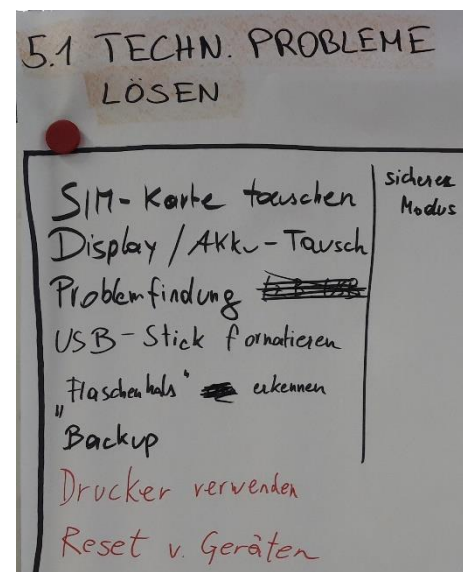 5.1 TECHN. PROBLEME
LÖSEN
SIM-Karte tauschen
Display / Akku-Tausch
Problemfindung
USB-Stick formatieren
„Flaschenhals" erkennen
Backup
Drucker verwenden
Reset v. Geräten
sicherer
Modus